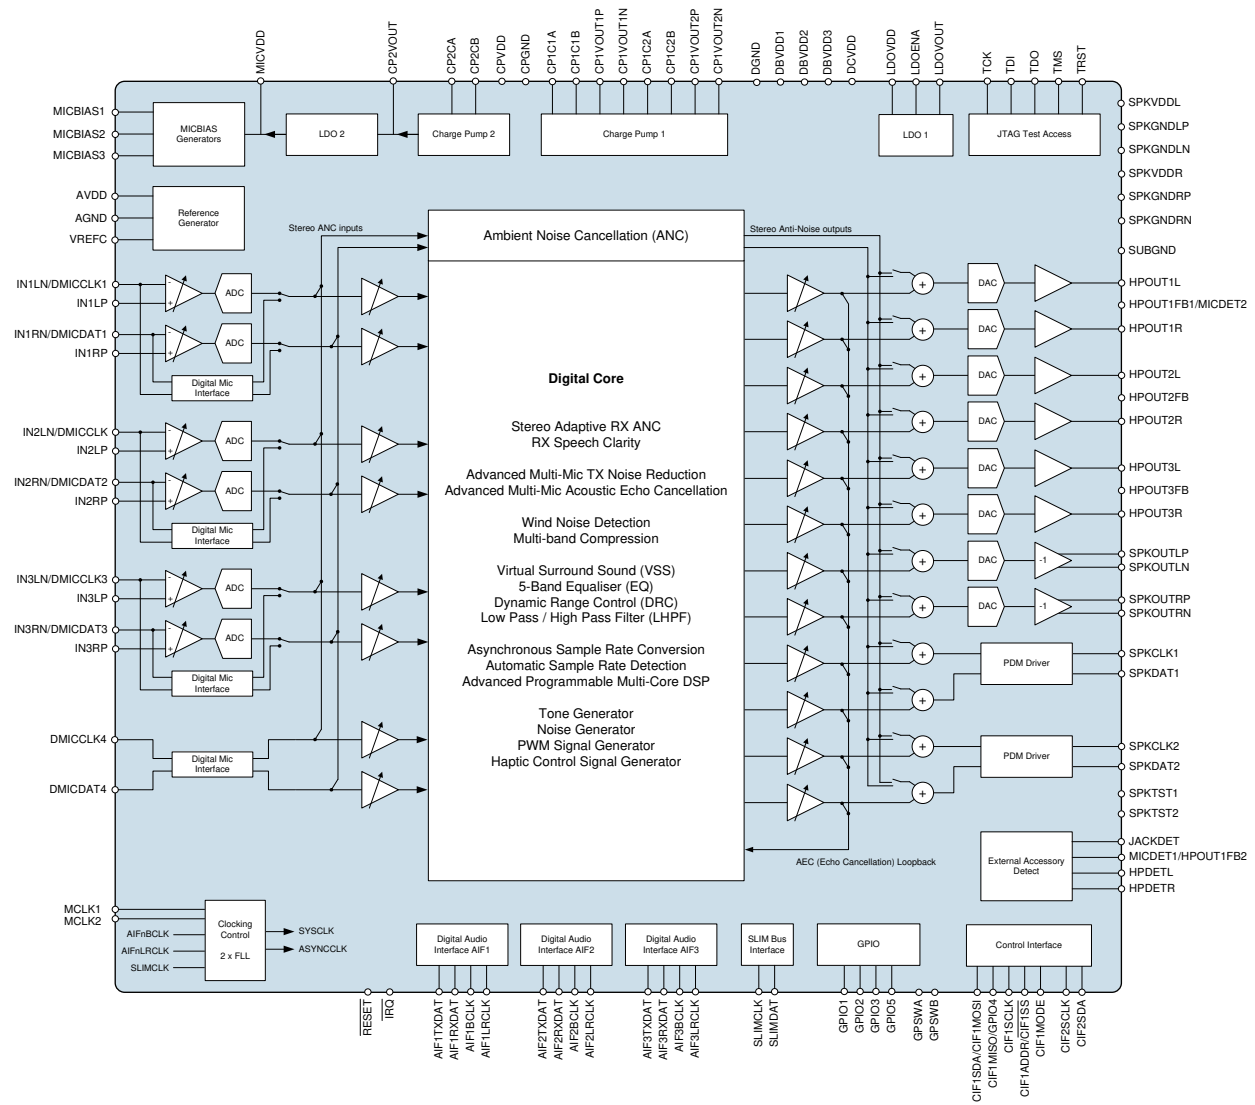 MICVDD
CP2VOUT
CP2CA
CP2CB
CPVDD
CPGND
CP1C1A
CP1C1B
CP1VOUT1P
CP1VOUT1N
CP1C2A
CP1C2B
CP1VOUT2P
CP1VOUT2N
DGND
DBVDD1
DBVDD2
DBVDD3
DCVDD
LDOVDD
LDOENA
LDOVOUT
TCK
TDI
TDO
TMS
TRST
MICBIAS1
MICBIAS2
MICBIAS3
MICBIAS
Generators
LDO 2
Charge Pump 2
Charge Pump 1
LDO 1
JTAG Test Access
SPKVDDL
SPKGNDLP
SPKGNDLN
SPKVDDR
SPKGNDRP
SPKGNDRN
SUBGND
AVDD
AGND
VREFC
Reference
Generator
Stereo ANC inputs
Ambient Noise Cancellation (ANC)
Stereo Anti-Noise outputs
IN1LN/DMICCLK1
IN1LP
IN1RN/DMICDAT1
IN1RP
-
+
ADC
-
+
ADC
Digital Mic
Interface
IN2LN/DMICCLK
IN2LP
IN2RN/DMICDAT2
IN2RP
-
+
ADC
-
+
ADC
Digital Mic
Interface
IN3LN/DMICCLK3
IN3LP
IN3RN/DMICDAT3
IN3RP
-
+
ADC
-
+
ADC
Digital Mic
Interface
DMICCLK4
DMICDAT4
Digital Mic
Interface
Digital Core
Stereo Adaptive RX ANC
RX Speech Clarity
Advanced Multi-Mic TX Noise Reduction
Advanced Multi-Mic Acoustic Echo Cancellation
Wind Noise Detection
Multi-band Compression
Virtual Surround Sound (VSS)
5-Band Equaliser (EQ)
Dynamic Range Control (DRC)
Low Pass / High Pass Filter (LHPF)
Asynchronous Sample Rate Conversion
Automatic Sample Rate Detection
Advanced Programmable Multi-Core DSP
Tone Generator
Noise Generator
PWM Signal Generator
Haptic Control Signal Generator
+
DAC
HPOUT1L
HPOUT1FB1/MICDET2
+
DAC
HPOUT1R
+
DAC
HPOUT2L
HPOUT2FB
+
DAC
HPOUT2R
+
DAC
HPOUT3L
HPOUT3FB
+
DAC
HPOUT3R
+
DAC
-1
SPKOUTLP
SPKOUTLN
+
DAC
-1
SPKOUTRP
SPKOUTRN
+
PDM Driver
SPKCLK1
SPKDAT1
+
+
PDM Driver
SPKCLK2
SPKDAT2
+
SPKTST1
SPKTST2
AEC (Echo Cancellation) Loopback
External Accessory
Detect
JACKDET
MICDET1/HPOUT1FB2
HPDETL
HPDETR
MCLK1
MCLK2
AIFnBCLK
AIFnLRCLK
SLIMCLK
Clocking
Control
2 x FLL
SYSCLK
ASYNCCLK
Digital Audio
Interface AIF1
Digital Audio
Interface AIF2
Digital Audio
Interface AIF3
SLIM Bus
Interface
GPIO
Control Interface
RESET
IRQ
AIF1TXDAT
AIF1RXDAT
AIF1BCLK
AIF1LRCLK
AIF2TXDAT
AIF2RXDAT
AIF2BCLK
AIF2LRCLK
AIF3TXDAT
AIF3RXDAT
AIF3BCLK
AIF3LRCLK
SLIMCLK
SLIMDAT
GPIO1
GPIO2
GPIO3
GPIO5
GPSWA
GPSWB
CIF1SDA/CIF1MOSI
CIF1MISO/GPIO4
CIF1SCLK
CIF1ADDR/CIF1SS
CIF1MODE
CIF2SCLK
CIF2SDA